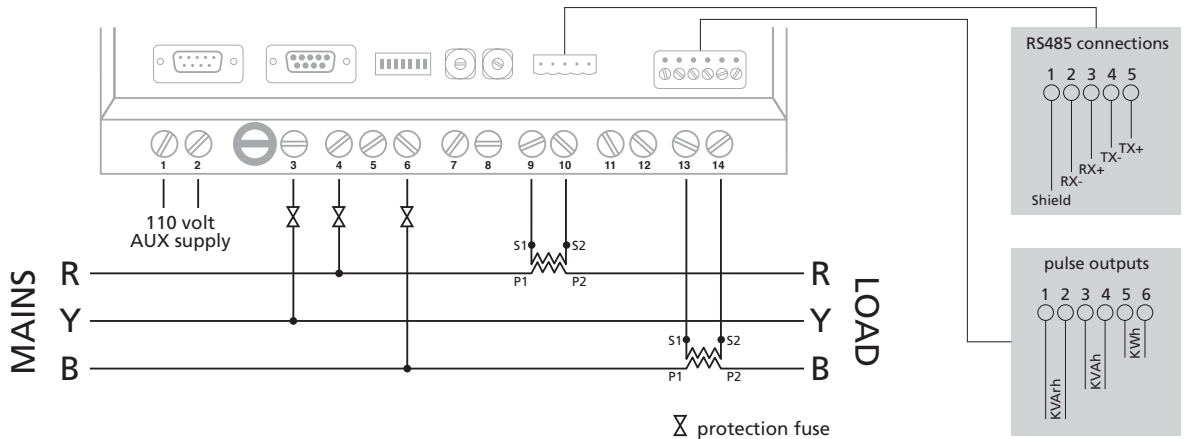 RS485 connections
1 2 3 4 5
TX+
TX-
RX+
RX-
Shield
1 2 3 4 5 6 7 8 9 10 11 12 13 14
110 volt
AUX supply
S1 S2
P1 P2
S1 S2
P1 P2
MAINS
R R
Y Y
B B
LOAD
pulse outputs
1 2 3 4 5 6
KVArh
KVAh
KWh
protection fuse